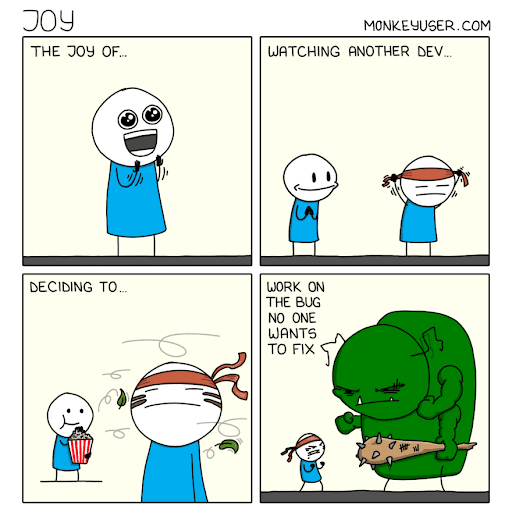 JOY
MONKEYUSER.COM
THE JOY OF...
WATCHING ANOTHER DEV...
DECIDING TO...
WORK ON
THE BUG
NO ONE
WANTS
TO FIX